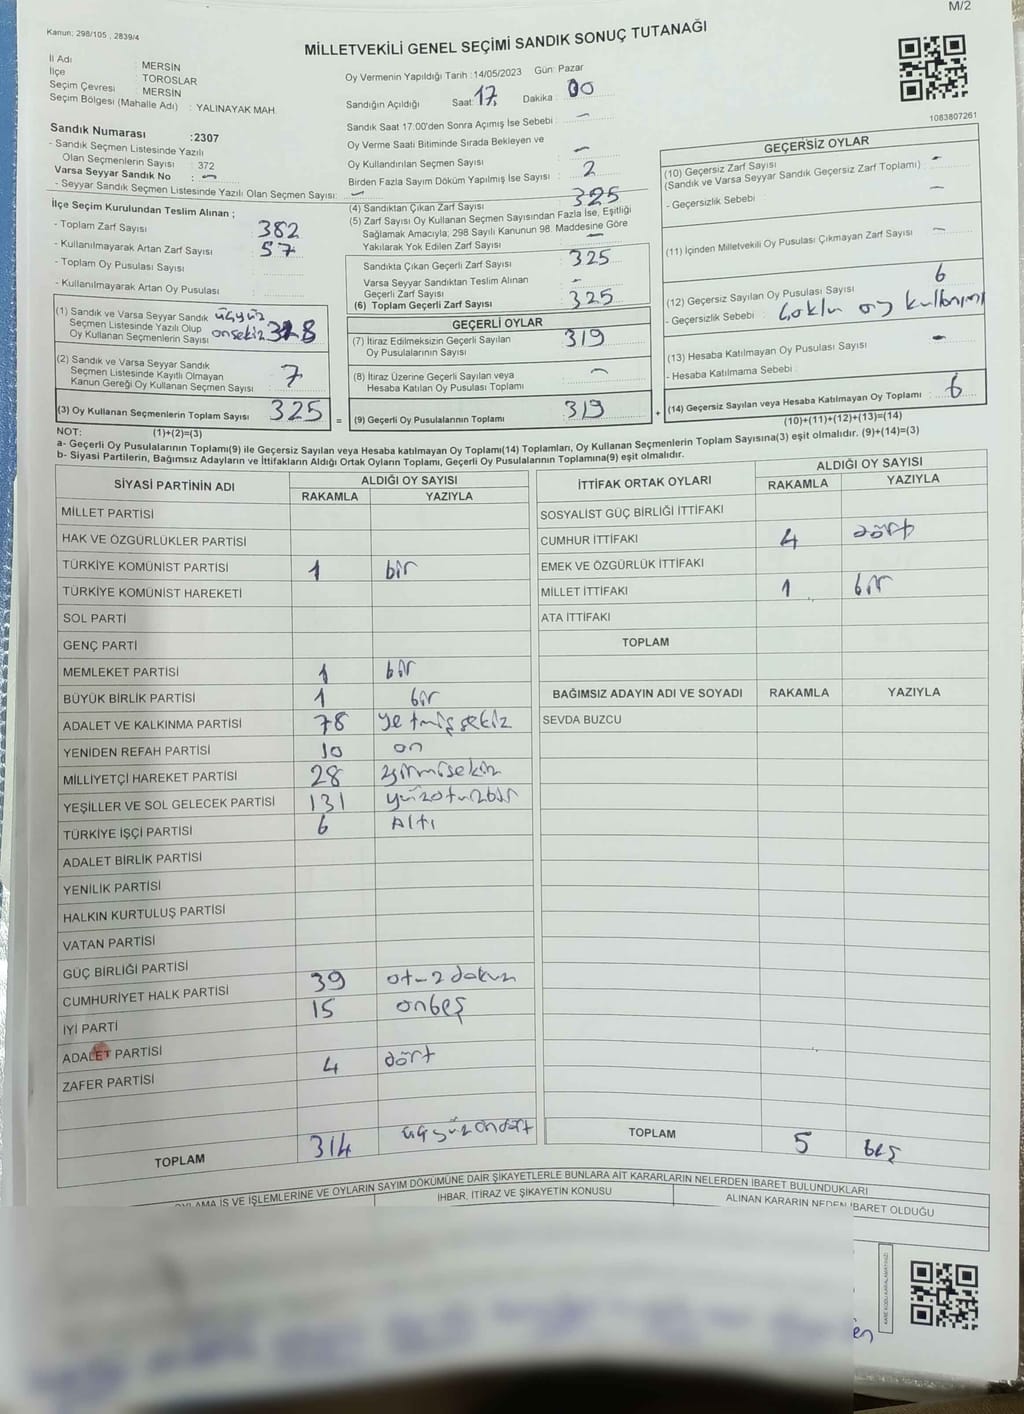 M/2
Kanun: 298/105 , 2839/4
MİLLETVEKİLİ GENEL SEÇİMİ SANDIK SONUÇ TUTANAĞI
İl Adı : MERSİN
İlçe : TOROSLAR
Seçim Çevresi : MERSİN
Seçim Bölgesi (Mahalle Adı) : YALINAYAK MAH.
Sandık Numarası :2307
- Sandık Seçmen Listesinde Yazılı
Olan Seçmenlerin Sayısı : 372
Varsa Seyyar Sandık No : -
- Seyyar Sandık Seçmen Listesinde Yazılı Olan Seçmen Sayısı: -
İlçe Seçim Kurulundan Teslim Alınan ;
- Toplam Zarf Sayısı 382
- Kullanılmayarak Artan Zarf Sayısı 57
- Toplam Oy Pusulası Sayısı
- Kullanılmayarak Artan Oy Pusulası
(1) Sandık ve Varsa Seyyar Sandık üçyüz
Seçmen Listesinde Yazılı Olup onsekiz 318
Oy Kullanan Seçmenlerin Sayısı
(2) Sandık ve Varsa Seyyar Sandık
Seçmen Listesinde Kayıtlı Olmayan 7
Kanun Gereği Oy Kullanan Seçmen Sayısı
(3) Oy Kullanan Seçmenlerin Toplam Sayısı 325 =
(1)+(2)=(3)
Oy Vermenin Yapıldığı Tarih :14/05/2023 Gün: Pazar
Sandığın Açıldığı Saat: 17 Dakika : 00
Sandık Saat 17:00'den Sonra Açımış İse Sebebi : -
Oy Verme Saati Bitiminde Sırada Bekleyen ve
Oy Kullandırılan Seçmen Sayısı : -
Birden Fazla Sayım Döküm Yapılmış İse Sayısı : 2
(4) Sandıktan Çıkan Zarf Sayısı : 325
(5) Zarf Sayısı Oy Kullanan Seçmen Sayısından Fazla İse, Eşitliği
Sağlamak Amacıyla, 298 Sayılı Kanunun 98. Maddesine Göre
Yakılarak Yok Edilen Zarf Sayısı : -
Sandıkta Çıkan Geçerli Zarf Sayısı : 325
Varsa Seyyar Sandıktan Teslim Alınan
Geçerli Zarf Sayısı : -
(6) Toplam Geçerli Zarf Sayısı : 325
GEÇERLİ OYLAR
(7) İtiraz Edilmeksizin Geçerli Sayılan
Oy Pusulalarının Sayısı : 319
(8) İtiraz Üzerine Geçerli Sayılan veya
Hesaba Katılan Oy Pusulası Toplamı : -
(9) Geçerli Oy Pusulalarının Toplamı : 319 +
1083807261
GEÇERSİZ OYLAR
(10) Geçersiz Zarf Sayısı : -
(Sandık ve Varsa Seyyar Sandık Geçersiz Zarf Toplamı)
- Geçersizlik Sebebi : -
(11) İçinden Milletvekili Oy Pusulası Çıkmayan Zarf Sayısı : -
(12) Geçersiz Sayılan Oy Pusulası Sayısı : 6
- Geçersizlik Sebebi : Çoklu oy kullanımı
(13) Hesaba Katılmayan Oy Pusulası Sayısı : -
- Hesaba Katılmama Sebebi :
(14) Geçersiz Sayılan veya Hesaba Katılmayan Oy Toplamı : 6
(10)+(11)+(12)+(13)=(14)
NOT:
a- Geçerli Oy Pusulalarının Toplamı(9) ile Geçersiz Sayılan veya Hesaba katılmayan Oy Toplamı(14) Toplamları, Oy Kullanan Seçmenlerin Toplam Sayısına(3) eşit olmalıdır. (9)+(14)=(3)
b- Siyasi Partilerin, Bağımsız Adayların ve İttifakların Aldığı Ortak Oyların Toplamı, Geçerli Oy Pusulalarının Toplamına(9) eşit olmalıdır.
SİYASİ PARTİNİN ADI ALDIĞI OY SAYISI
RAKAMLA YAZIYLA
MİLLET PARTİSİ
HAK VE ÖZGÜRLÜKLER PARTİSİ
TÜRKİYE KOMÜNİST PARTİSİ 1 bir
TÜRKİYE KOMÜNİST HAREKETİ
SOL PARTİ
GENÇ PARTİ
MEMLEKET PARTİSİ 1 bir
BÜYÜK BİRLİK PARTİSİ 1 bir
ADALET VE KALKINMA PARTİSİ 78 yetmişsekiz
YENİDEN REFAH PARTİSİ 10 on
MİLLİYETÇİ HAREKET PARTİSİ 28 yirmisekiz
YEŞİLLER VE SOL GELECEK PARTİSİ 131 yüzotuzbir
TÜRKİYE İŞÇİ PARTİSİ 6 Altı
ADALET BİRLİK PARTİSİ
YENİLİK PARTİSİ
HALKIN KURTULUŞ PARTİSİ
VATAN PARTİSİ
GÜÇ BİRLİĞİ PARTİSİ
CUMHURİYET HALK PARTİSİ 39 otuzdokuz
İYİ PARTİ 15 onbeş
ADALET PARTİSİ
ZAFER PARTİSİ 4 dört
TOPLAM 314 üçyüzondört
İTTİFAK ORTAK OYLARI ALDIĞI OY SAYISI
RAKAMLA YAZIYLA
SOSYALİST GÜÇ BİRLİĞİ İTTİFAKI
CUMHUR İTTİFAKI 4 dört
EMEK VE ÖZGÜRLÜK İTTİFAKI
MİLLET İTTİFAKI 1 bir
ATA İTTİFAKI
TOPLAM
BAĞIMSIZ ADAYIN ADI VE SOYADI RAKAMLA YAZIYLA
SEVDA BUZCU
TOPLAM 5 beş
OYLAMA İŞ VE İŞLEMLERİNE VE OYLARIN SAYIM DÖKÜMÜNE DAİR ŞİKAYETLERLE BUNLARA AİT KARARLARIN NELERDEN İBARET BULUNDUKLARI
İHBAR, İTİRAZ VE ŞİKAYETİN KONUSU
ALINAN KARARIN NEDEN İBARET OLDUĞU